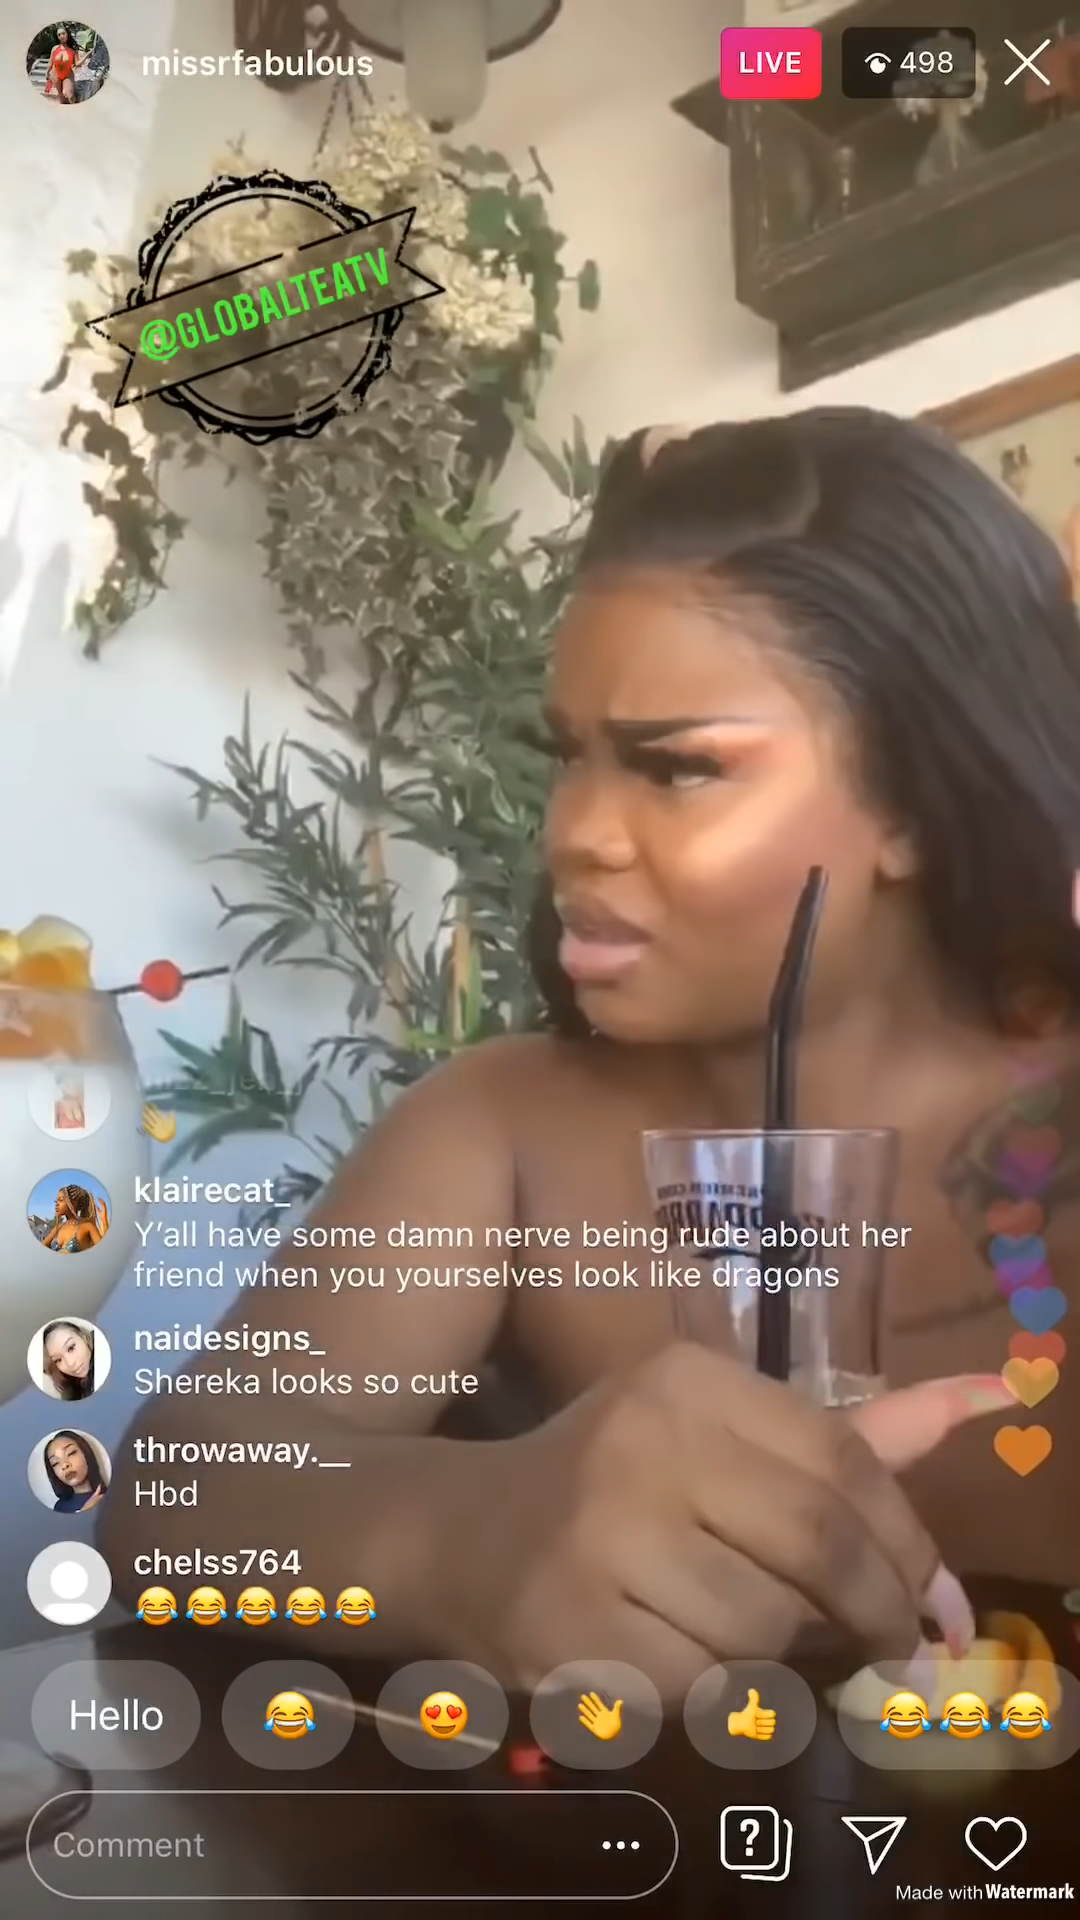 missrfabulous
LIVE
498
@GLOBALTEATV
klairecat_
Y’all have some damn nerve being rude about her
friend when you yourselves look like dragons
naidesigns_
Shereka looks so cute
throwaway.__
Hbd
chelss764
😂😂😂😂😂
Hello
Comment
Made with Watermark